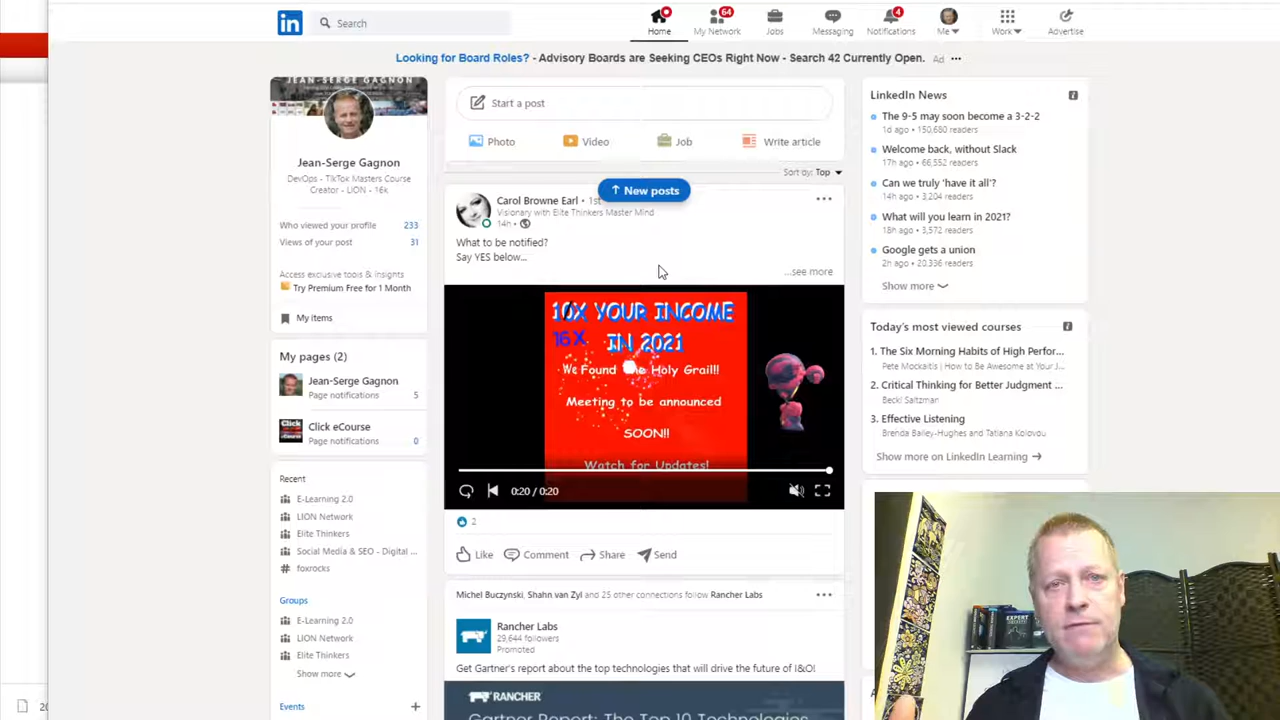 in
Search
64
4
Home
My Network
Jobs
Messaging
Notifications
Me
Work
Advertise
Looking for Board Roles? - Advisory Boards are Seeking CEOs Right Now - Search 42 Currently Open. Ad ...
JEAN-SERGE GAGNON
Jean-Serge Gagnon
DevOps - TikTok Masters Course
Creator - LION - 16k
Who viewed your profile 233
Views of your post 31
Access exclusive tools & insights
Try Premium Free for 1 Month
My items
My pages (2)
Jean-Serge Gagnon
Page notifications 5
Click
eCourse
Click eCourse
Page notifications 0
Recent
E-Learning 2.0
LION Network
Elite Thinkers
Social Media & SEO - Digital ...
# foxrocks
Groups
E-Learning 2.0
LION Network
Elite Thinkers
Show more
Events +
Start a post
Photo
Video
Job
Write article
Sort by: Top
↑ New posts
Carol Browne Earl • 1st
Visionary with Elite Thinkers Master Mind
14h •
What to be notified?
Say YES below...
...see more
10X YOUR INCOME
16X IN 2021
We Found The Holy Grail!!
Meeting to be announced
SOON!!
Watch for Updates!
0:20 / 0:20
2
Like
Comment
Share
Send
Michel Buczynski, Shahn van Zyl and 25 other connections follow Rancher Labs
Rancher Labs
29,644 followers
Promoted
Get Gartner's report about the top technologies that will drive the future of I&O!
RANCHER
Gartner Report: The Top 10 Technologies
LinkedIn News
The 9-5 may soon become a 3-2-2
1d ago • 150,680 readers
Welcome back, without Slack
17h ago • 66,552 readers
Can we truly 'have it all'?
14h ago • 3,204 readers
What will you learn in 2021?
18h ago • 3,572 readers
Google gets a union
2h ago • 20,336 readers
Show more
Today's most viewed courses
1. The Six Morning Habits of High Perfor...
Pete Mockaitis | How to Be Awesome at Your J...
2. Critical Thinking for Better Judgment ...
Becki Saltzman
3. Effective Listening
Brenda Bailey-Hughes and Tatiana Kolovou
Show more on LinkedIn Learning →
EXPERT
SECRETS